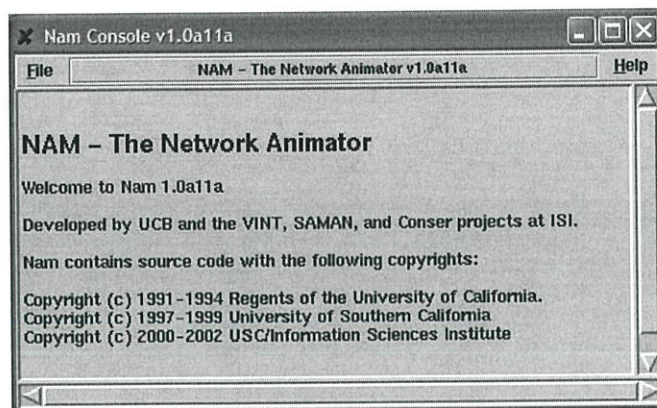 Nam Console v1.0a11a
File NAM – The Network Animator v1.0a11a Help
NAM – The Network Animator
Welcome to Nam 1.0a11a
Developed by UCB and the VINT, SAMAN, and Conser projects at ISI.
Nam contains source code with the following copyrights:
Copyright (c) 1991-1994 Regents of the University of California.
Copyright (c) 1997-1999 University of Southern California
Copyright (c) 2000-2002 USC/Information Sciences Institute